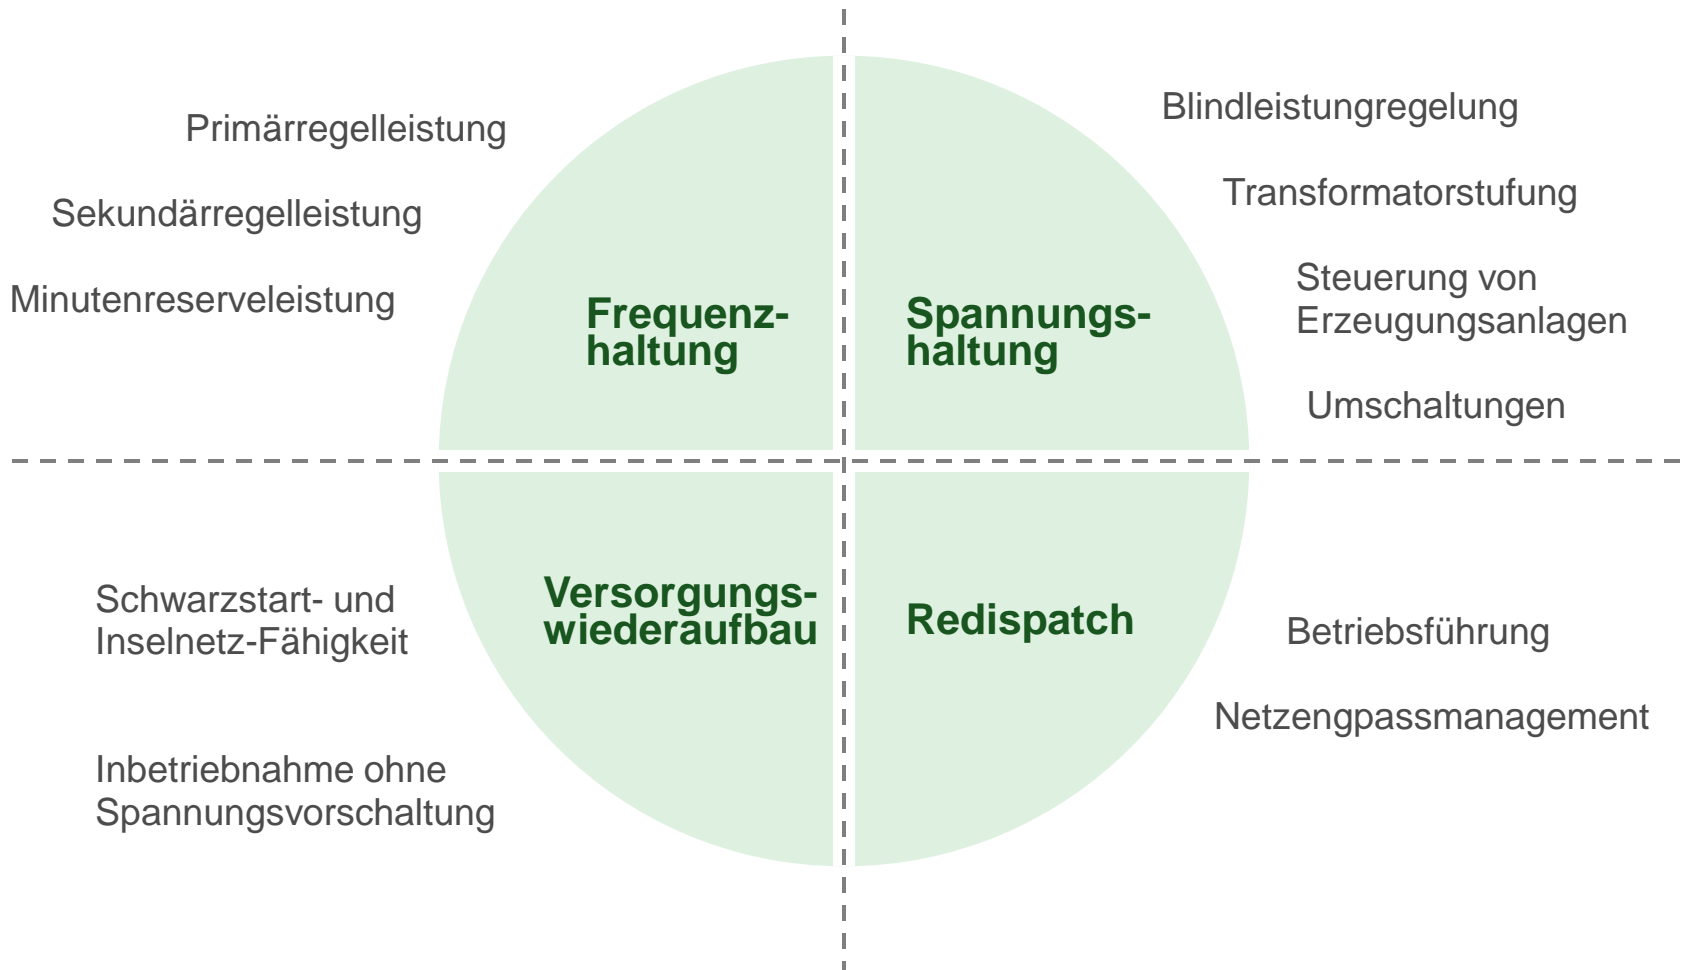 Primärregelleistung
Sekundärregelleistung
Minutenreserveleistung
Frequenz-
haltung
Blindleistungregelung
Transformatorstufung
Steuerung von
Erzeugungsanlagen
Umschaltungen
Spannungs-
haltung
Schwarzstart- und
Inselnetz-Fähigkeit
Inbetriebnahme ohne
Spannungsvorschaltung
Versorgungs-
wiederaufbau
Redispatch
Betriebsführung
Netzengpassmanagement